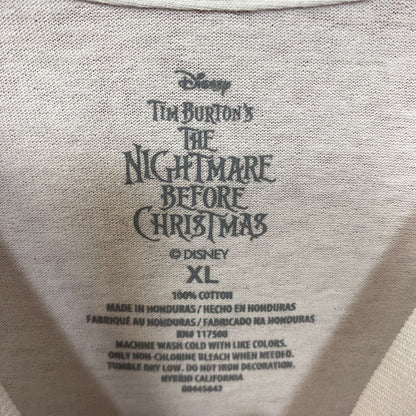 Disney
TIM BURTON'S
THE
NIGHTMARE
BEFORE
CHRISTMAS
© DISNEY
XL
100% COTTON
MADE IN HONDURAS / HECHO EN HONDURAS
FABRIQUÉ AU HONDURAS / FABRICADO NA HONDURAS
RN# 117508
MACHINE WASH COLD WITH LIKE COLORS.
ONLY NON-CHLORINE BLEACH WHEN NEEDED.
TUMBLE DRY LOW. DO NOT IRON DECORATION.
HYBRID CALIFORNIA